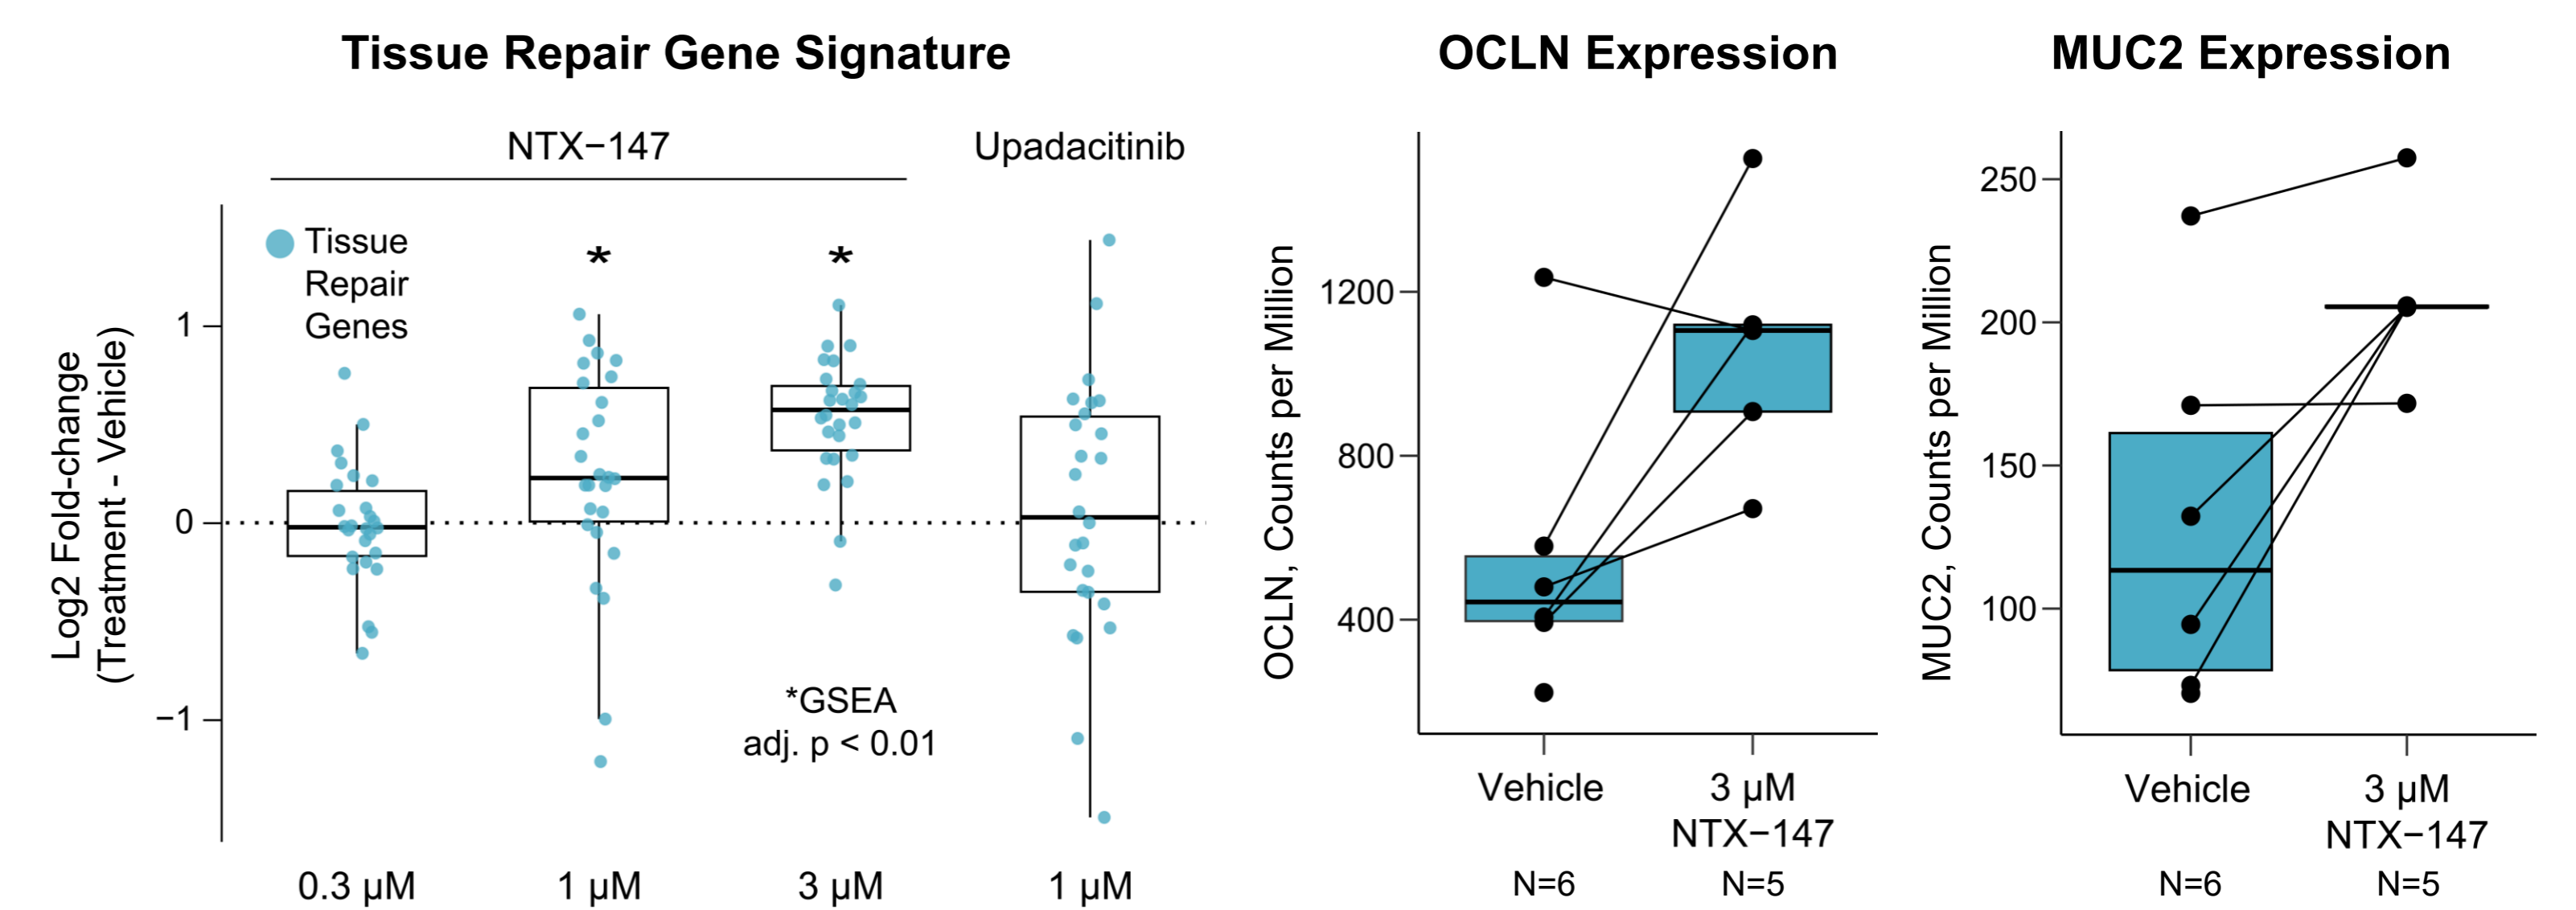 Tissue Repair Gene Signature
NTX−147
Upadacitinib
Tissue
Repair
Genes
*
*
Log2 Fold-change
(Treatment - Vehicle)
1
0
−1
*GSEA
adj. p < 0.01
0.3 µM
1 µM
3 µM
1 µM
OCLN Expression
OCLN, Counts per Million
1200
800
400
Vehicle
3 µM
NTX−147
N=6
N=5
MUC2 Expression
MUC2, Counts per Million
250
200
150
100
Vehicle
3 µM
NTX−147
N=6
N=5